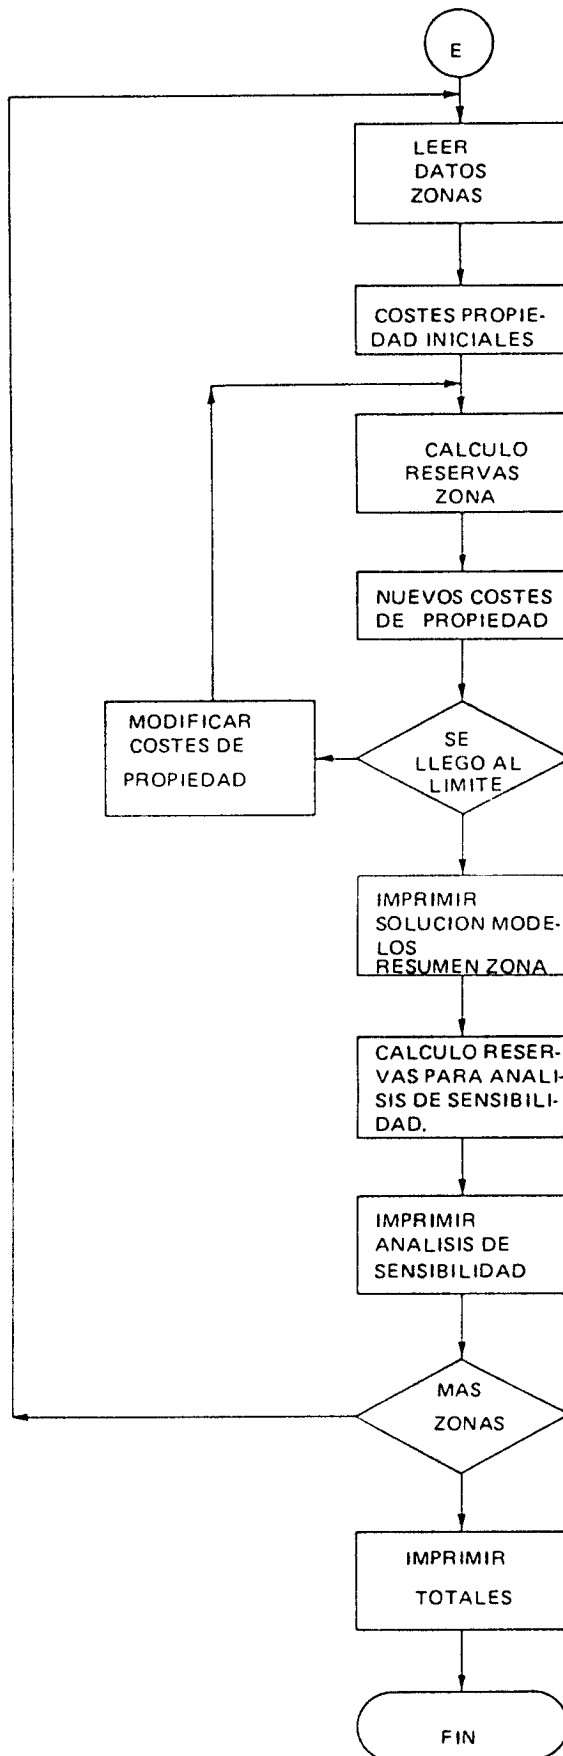 E
LEER
DATOS
ZONAS
COSTES PROPIE-
DAD INICIALES
CALCULO
RESERVAS
ZONA
NUEVOS COSTES
DE PROPIEDAD
MODIFICAR
COSTES DE
PROPIEDAD
SE
LLEGO AL
LIMITE
IMPRIMIR
SOLUCION MODE-
LOS
RESUMEN ZONA
CALCULO RESER-
VAS PARA ANALI-
SIS DE SENSIBILI-
DAD.
IMPRIMIR
ANALISIS DE
SENSIBILIDAD
MAS
ZONAS
IMPRIMIR
TOTALES
FIN